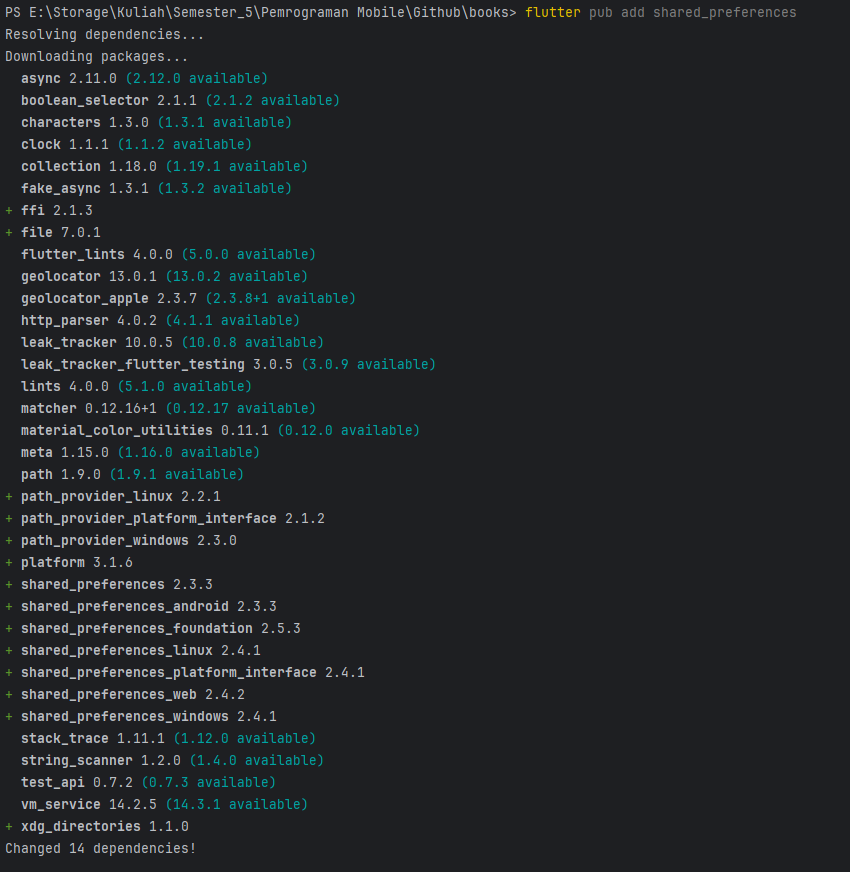 PS E:\Storage\Kuliah\Semester_5\Pemrograman Mobile\Github\books> flutter pub add shared_preferences
Resolving dependencies...
Downloading packages...
  async 2.11.0 (2.12.0 available)
  boolean_selector 2.1.1 (2.1.2 available)
  characters 1.3.0 (1.3.1 available)
  clock 1.1.1 (1.1.2 available)
  collection 1.18.0 (1.19.1 available)
  fake_async 1.3.1 (1.3.2 available)
+ ffi 2.1.3
+ file 7.0.1
  flutter_lints 4.0.0 (5.0.0 available)
  geolocator 13.0.1 (13.0.2 available)
  geolocator_apple 2.3.7 (2.3.8+1 available)
  http_parser 4.0.2 (4.1.1 available)
  leak_tracker 10.0.5 (10.0.8 available)
  leak_tracker_flutter_testing 3.0.5 (3.0.9 available)
  lints 4.0.0 (5.1.0 available)
  matcher 0.12.16+1 (0.12.17 available)
  material_color_utilities 0.11.1 (0.12.0 available)
  meta 1.15.0 (1.16.0 available)
  path 1.9.0 (1.9.1 available)
+ path_provider_linux 2.2.1
+ path_provider_platform_interface 2.1.2
+ path_provider_windows 2.3.0
+ platform 3.1.6
+ shared_preferences 2.3.3
+ shared_preferences_android 2.3.3
+ shared_preferences_foundation 2.5.3
+ shared_preferences_linux 2.4.1
+ shared_preferences_platform_interface 2.4.1
+ shared_preferences_web 2.4.2
+ shared_preferences_windows 2.4.1
  stack_trace 1.11.1 (1.12.0 available)
  string_scanner 1.2.0 (1.4.0 available)
  test_api 0.7.2 (0.7.3 available)
  vm_service 14.2.5 (14.3.1 available)
+ xdg_directories 1.1.0
Changed 14 dependencies!